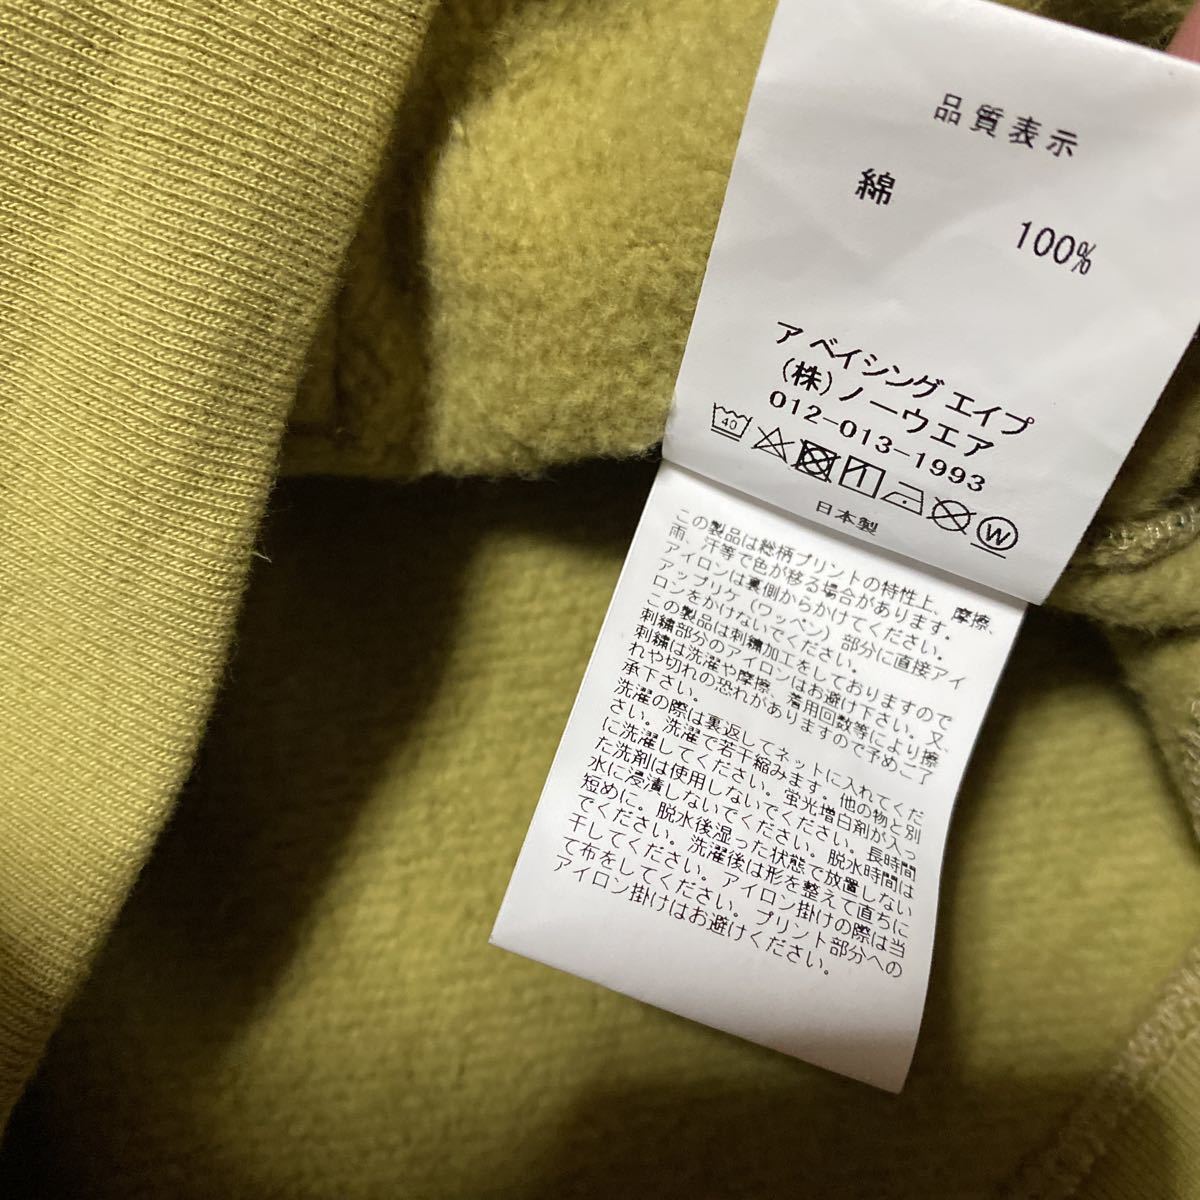 品質表示
綿 100%
ア ベイシング エイプ
(株)ノーウエア
012-013-1993
40
W
日本製
この製品は総柄プリントの特性上、摩擦、
雨、汗等で色が移る場合があります。
アイロンは裏側からかけてください。
アップリケ（ワッペン）部分に直接アイ
ロンをかけないでください。
この製品は刺繍加工をしておりますので
刺繍部分のアイロンはお避け下さい。又、
刺繍は洗濯や摩擦、着用回数等により擦
れや切れの恐れがありますので予めご了
承下さい。
洗濯の際は裏返してネットに入れてくだ
さい。洗濯で若干縮みます。他の物と別
に洗濯してください。蛍光増白剤が入っ
た洗剤は使用しないでください。長時間
水に浸漬しないでください。脱水時間は
短めに。脱水後湿った状態で放置しない
でください。洗濯後は形を整えて直ちに
干してください。アイロン掛けの際は当
て布をしてください。プリント部分への
アイロン掛けはお避けください。